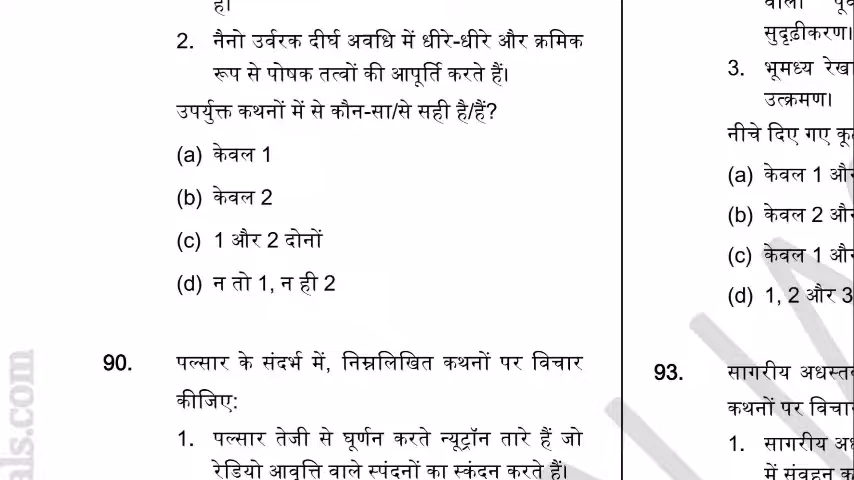 2. नैनो उर्वरक दीर्घ अवधि में धीरे-धीरे और क्रमिक
रूप से पोषक तत्वों की आपूर्ति करते हैं।
उपर्युक्त कथनों में से कौन-सा/से सही है/हैं?
(a) केवल 1
(b) केवल 2
(c) 1 और 2 दोनों
(d) न तो 1, न ही 2
90. पल्सार के संदर्भ में, निम्नलिखित कथनों पर विचार
कीजिए:
1. पल्सार तेजी से घूर्णन करते न्यूट्रॉन तारे हैं जो
रेडियो आवृत्ति वाले स्पंदनों का स्कंदन करते हैं।
सुदृढ़ीकरण।
3. भूमध्य रेखा
उत्क्रमण।
नीचे दिए गए
(a) केवल 1
(b) केवल 2
(c) केवल 1
(d) 1, 2 और 3
93. सागरीय
कथनों पर
1. सागरीय
में संवहन
als.com